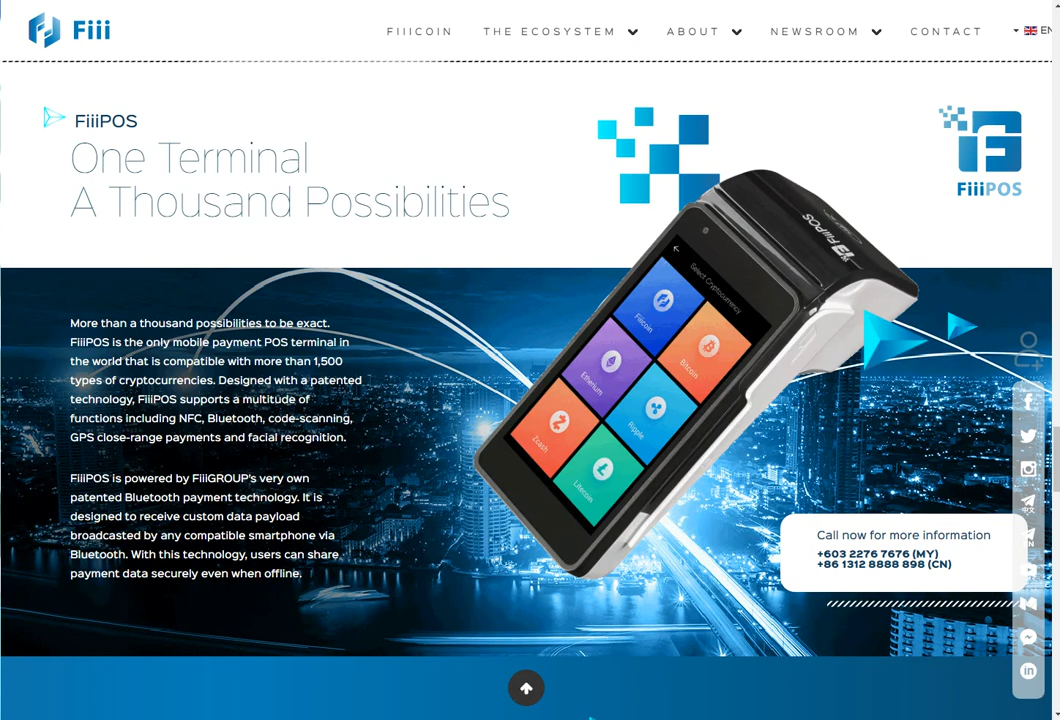 Fiii
FIIICOIN
THE ECOSYSTEM
ABOUT
NEWSROOM
CONTACT
EN
FiiiPOS
One Terminal
A Thousand Possibilities
FiiiPOS
FiiiPOS
Select Cryptocurrency
Fiiicoin
Bitcoin
Etherium
Ripple
Zcash
Litecoin
More than a thousand possibilities to be exact.
FiiiPOS is the only mobile payment POS terminal in
the world that is compatible with more than 1,500
types of cryptocurrencies. Designed with a patented
technology, FiiiPOS supports a multitude of
functions including NFC, Bluetooth, code-scanning,
GPS close-range payments and facial recognition.
FiiiPOS is powered by FiiiGROUP's very own
patented Bluetooth payment technology. It is
designed to receive custom data payload
broadcasted by any compatible smartphone via
Bluetooth. With this technology, users can share
payment data securely even when offline.
中文
Call now for more information
+603 2276 7676 (MY)
+86 1312 8888 898 (CN)